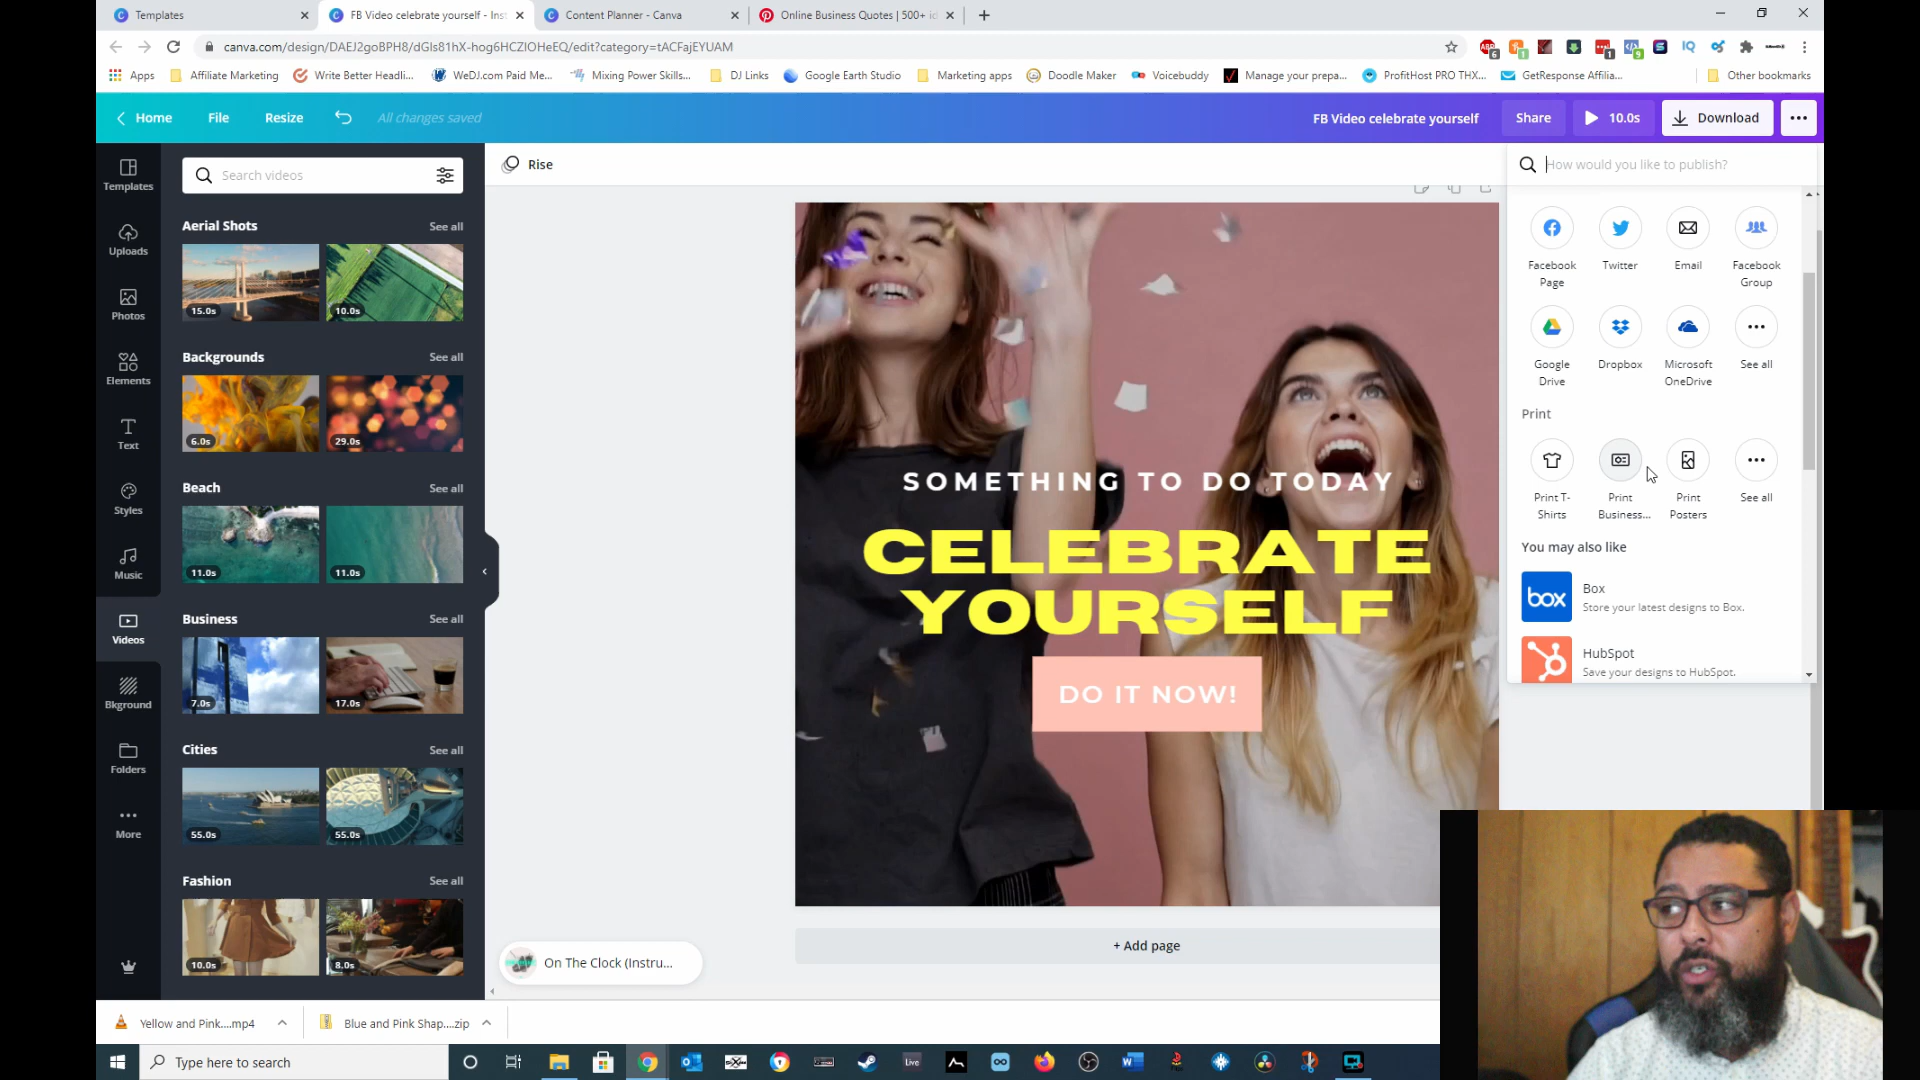 Templates
FB Video celebrate yourself - Ins
Content Planner - Canva
Online Business Quotes | 500+ i
canva.com/design/DAEJ2goBPH8/dGIs81hX-hog6HCZIOHeEQ/edit?category=tACFajEYUAM
Apps
Affiliate Marketing
Write Better Headli...
WeDJ.com Paid Me...
Mixing Power Skills...
DJ Links
Google Earth Studio
Marketing apps
Doodle Maker
Voicebuddy
Manage your prepa...
ProfitHost PRO THX...
GetResponse Affilia...
Other bookmarks
Home
File
Resize
All changes saved
FB Video celebrate yourself
Share
10.0s
Download
Templates
Uploads
Photos
Elements
Text
Styles
Music
Videos
Bkground
Folders
More
Search videos
Aerial Shots
See all
15.0s
10.0s
Backgrounds
See all
6.0s
29.0s
Beach
See all
11.0s
11.0s
Business
See all
7.0s
17.0s
Cities
See all
55.0s
55.0s
Fashion
See all
10.0s
8.0s
Rise
SOMETHING TO DO TODAY
CELEBRATE
YOURSELF
DO IT NOW!
+ Add page
On The Clock (Instru...
How would you like to publish?
Facebook
Page
Twitter
Email
Facebook
Group
Google
Drive
Dropbox
Microsoft
OneDrive
See all
Print
Print T-
Shirts
Print
Business...
Print
Posters
See all
You may also like
box
Box
Store your latest designs to Box.
HubSpot
Save your designs to HubSpot.
Yellow and Pink....mp4
Blue and Pink Shap....zip
Type here to search
Live